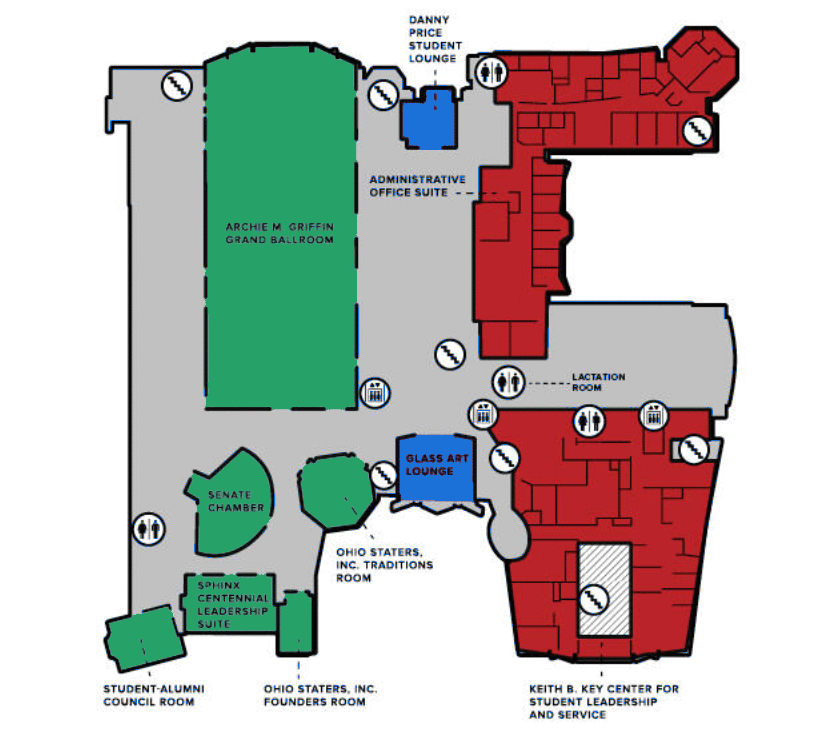 DANNY
PRICE
STUDENT
LOUNGE
ADMINISTRATIVE
OFFICE SUITE
ARCHIE M. GRIFFIN
GRAND BALLROOM
LACTATION
ROOM
GLASS ART
LOUNGE
SENATE
CHAMBER
OHIO STATERS,
INC. TRADITIONS
ROOM
SPHINX
CENTENNIAL
LEADERSHIP
SUITE
STUDENT-ALUMNI
COUNCIL ROOM
OHIO STATERS, INC.
FOUNDERS ROOM
KEITH B. KEY CENTER FOR
STUDENT LEADERSHIP
AND SERVICE